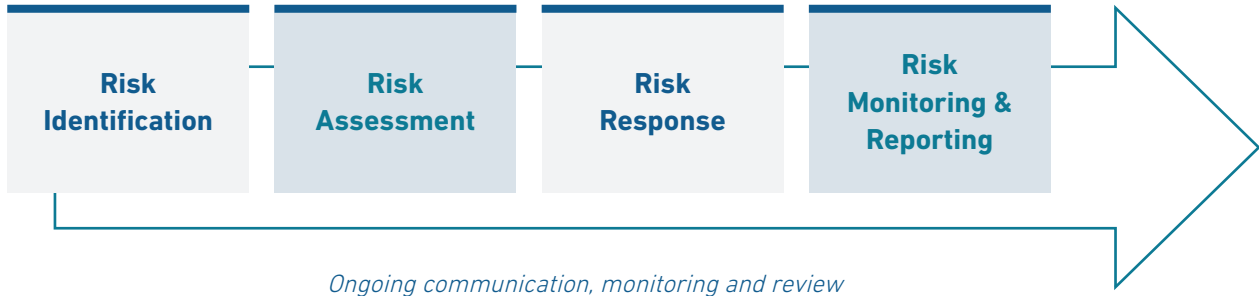 Risk
Identification
Risk
Assessment
Risk
Response
Risk
Monitoring &
Reporting
Ongoing communication, monitoring and review